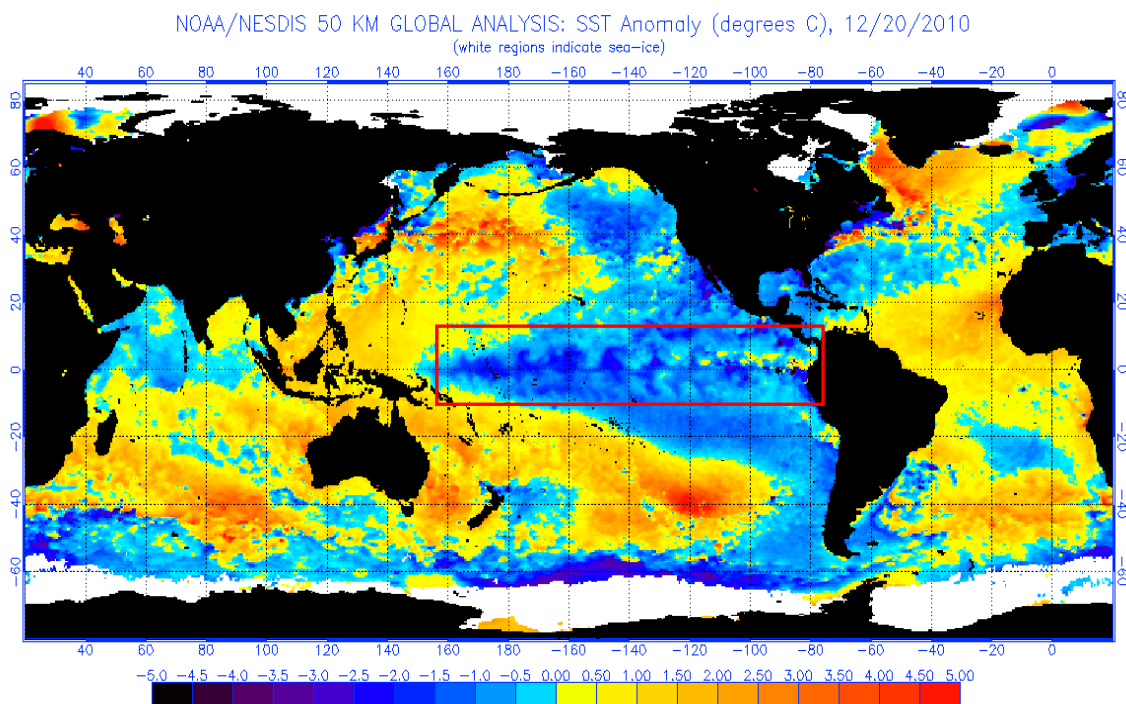 NOAA/NESDIS 50 KM GLOBAL ANALYSIS: SST Anomaly (degrees C), 12/20/2010
(white regions indicate sea-ice)
40 60 80 100 120 140 160 180 -160 -140 -120 -100 -80 -60 -40 -20 0
80 80
60 60
40 40
20 20
0 0
-20 -20
-40 -40
-60 -60
40 60 80 100 120 140 160 180 -160 -140 -120 -100 -80 -60 -40 -20 0
-5.0 -4.5 -4.0 -3.5 -3.0 -2.5 -2.0 -1.5 -1.0 -0.5 0.00 0.50 1.00 1.50 2.00 2.50 3.00 3.50 4.00 4.50 5.00